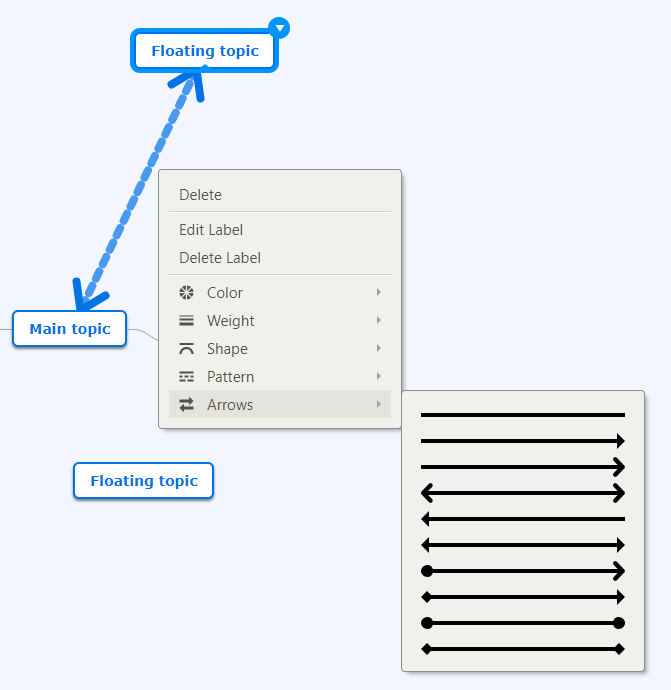 Floating topic
Delete
Edit Label
Delete Label
Color
Weight
Main topic
Shape
Pattern
Arrows
Floating topic